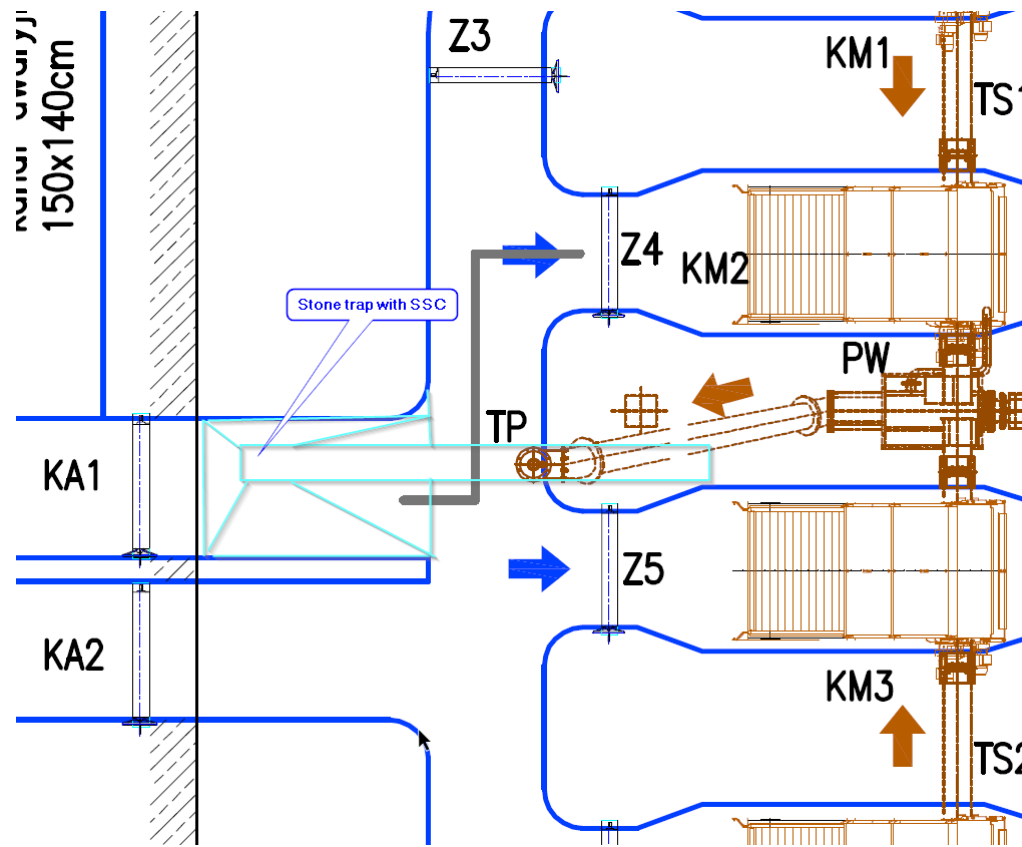 Z3
KM1
TS1
150x140cm
Z4
KM2
Stone trap with SSC
PW
TP
KA1
Z5
KA2
KM3
TS2